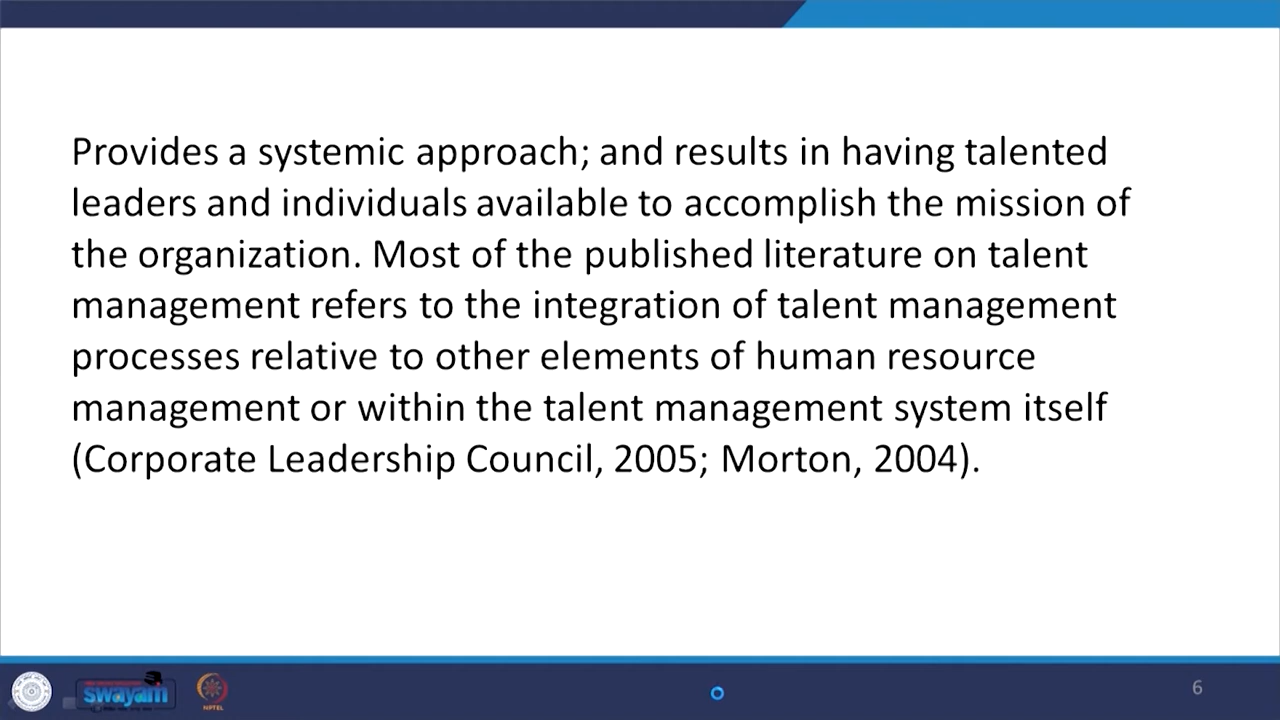 Provides a systemic approach; and results in having talented
leaders and individuals available to accomplish the mission of
the organization. Most of the published literature on talent
management refers to the integration of talent management
processes relative to other elements of human resource
management or within the talent management system itself
(Corporate Leadership Council, 2005; Morton, 2004).
swayam
NPTEL
6